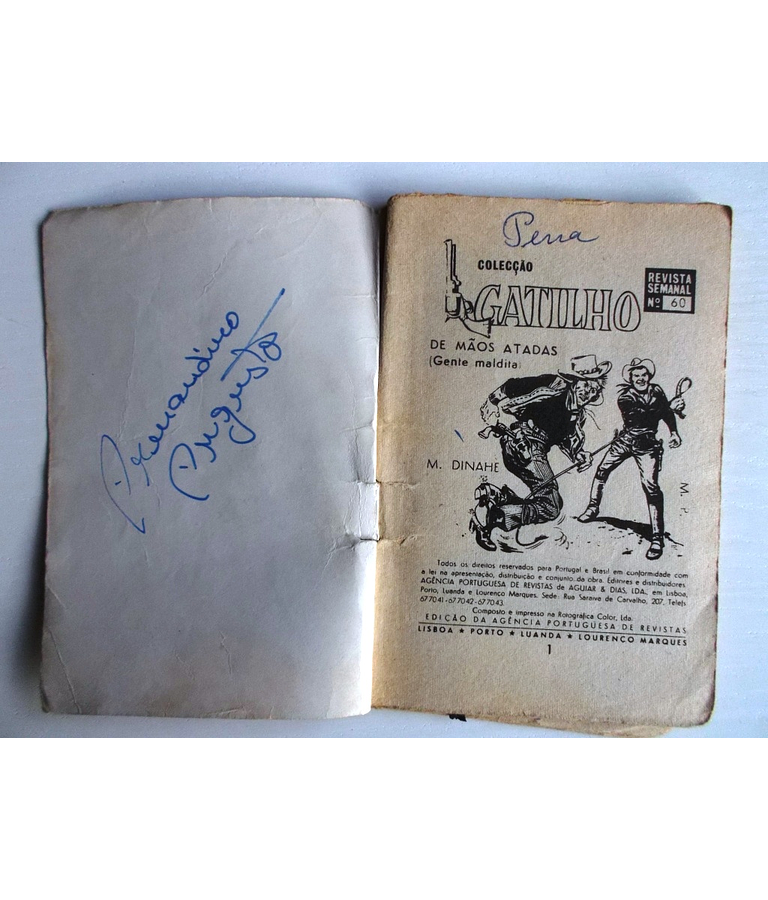 Augusto
Pena
COLECÇÃO
GATILHO
REVISTA
SEMANAL
Nº 60
DE MÃOS ATADAS
(Gente maldita)
M. DINAHE
M. P.
Todos os direitos reservados para Portugal e Brasil em conformidade com
a lei na apresentação, distribuição e conjunto da obra. Editores e distribuidores
AGÊNCIA PORTUGUESA DE REVISTAS de AGUIAR & DIAS, LDA., em Lisboa,
Porto, Luanda e Lourenço Marques. Sede: Rua Saraiva de Carvalho, 207, Telefs
677041-677042-677043.
Composto e impresso na Rotográfica Color, Lda.
EDIÇÃO DA AGÊNCIA PORTUGUESA DE REVISTAS
LISBOA ★ PORTO ★ LUANDA ★ LOURENÇO MARQUES
1